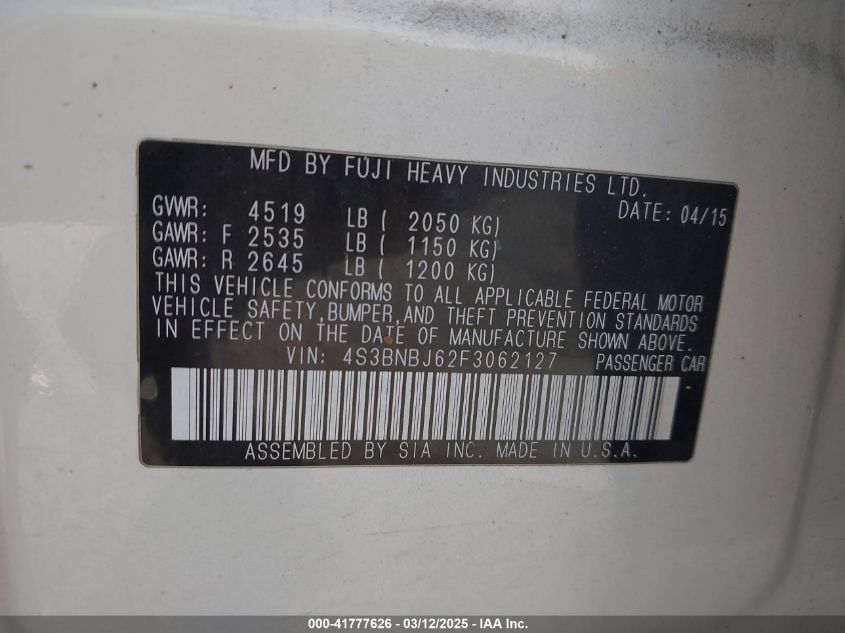 MFD BY FUJI HEAVY INDUSTRIES LTD.
GVWR: 4519 LB ( 2050 KG) DATE: 04/15
GAWR: F 2535 LB ( 1150 KG)
GAWR: R 2645 LB ( 1200 KG)
THIS VEHICLE CONFORMS TO ALL APPLICABLE FEDERAL MOTOR
VEHICLE SAFETY, BUMPER, AND THEFT PREVENTION STANDARDS
IN EFFECT ON THE DATE OF MANUFACTURE SHOWN ABOVE.
VIN: 4S3BNBJ62F3062127 PASSENGER CAR
ASSEMBLED BY SIA INC. MADE IN U.S.A.
000-41777626 - 03/12/2025 - IAA Inc.